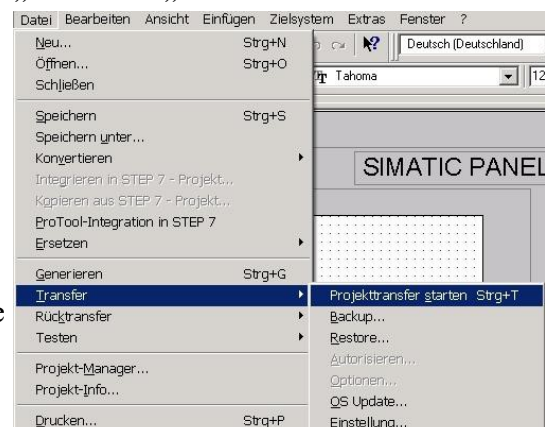 Datei Bearbeiten Ansicht Einfügen Zielsystem Extras Fenster ?
Neu... Strg+N
Deutsch (Deutschland)
Öffnen... Strg+O
Tahoma 12
Schließen
Speichern Strg+S
Speichern unter...
Konvertieren
SIMATIC PANEL
Integrieren in STEP 7 - Projekt...
Kopieren aus STEP 7 - Projekt...
ProTool-Integration in STEP 7
Ersetzen
Generieren Strg+G
Transfer
Projekttransfer starten Strg+T
Rücktransfer
Backup...
Testen
Restore...
Autorisieren...
Projekt-Manager...
Optionen...
Projekt-Info...
OS Update...
Drucken... Strg+P
Einstellung...